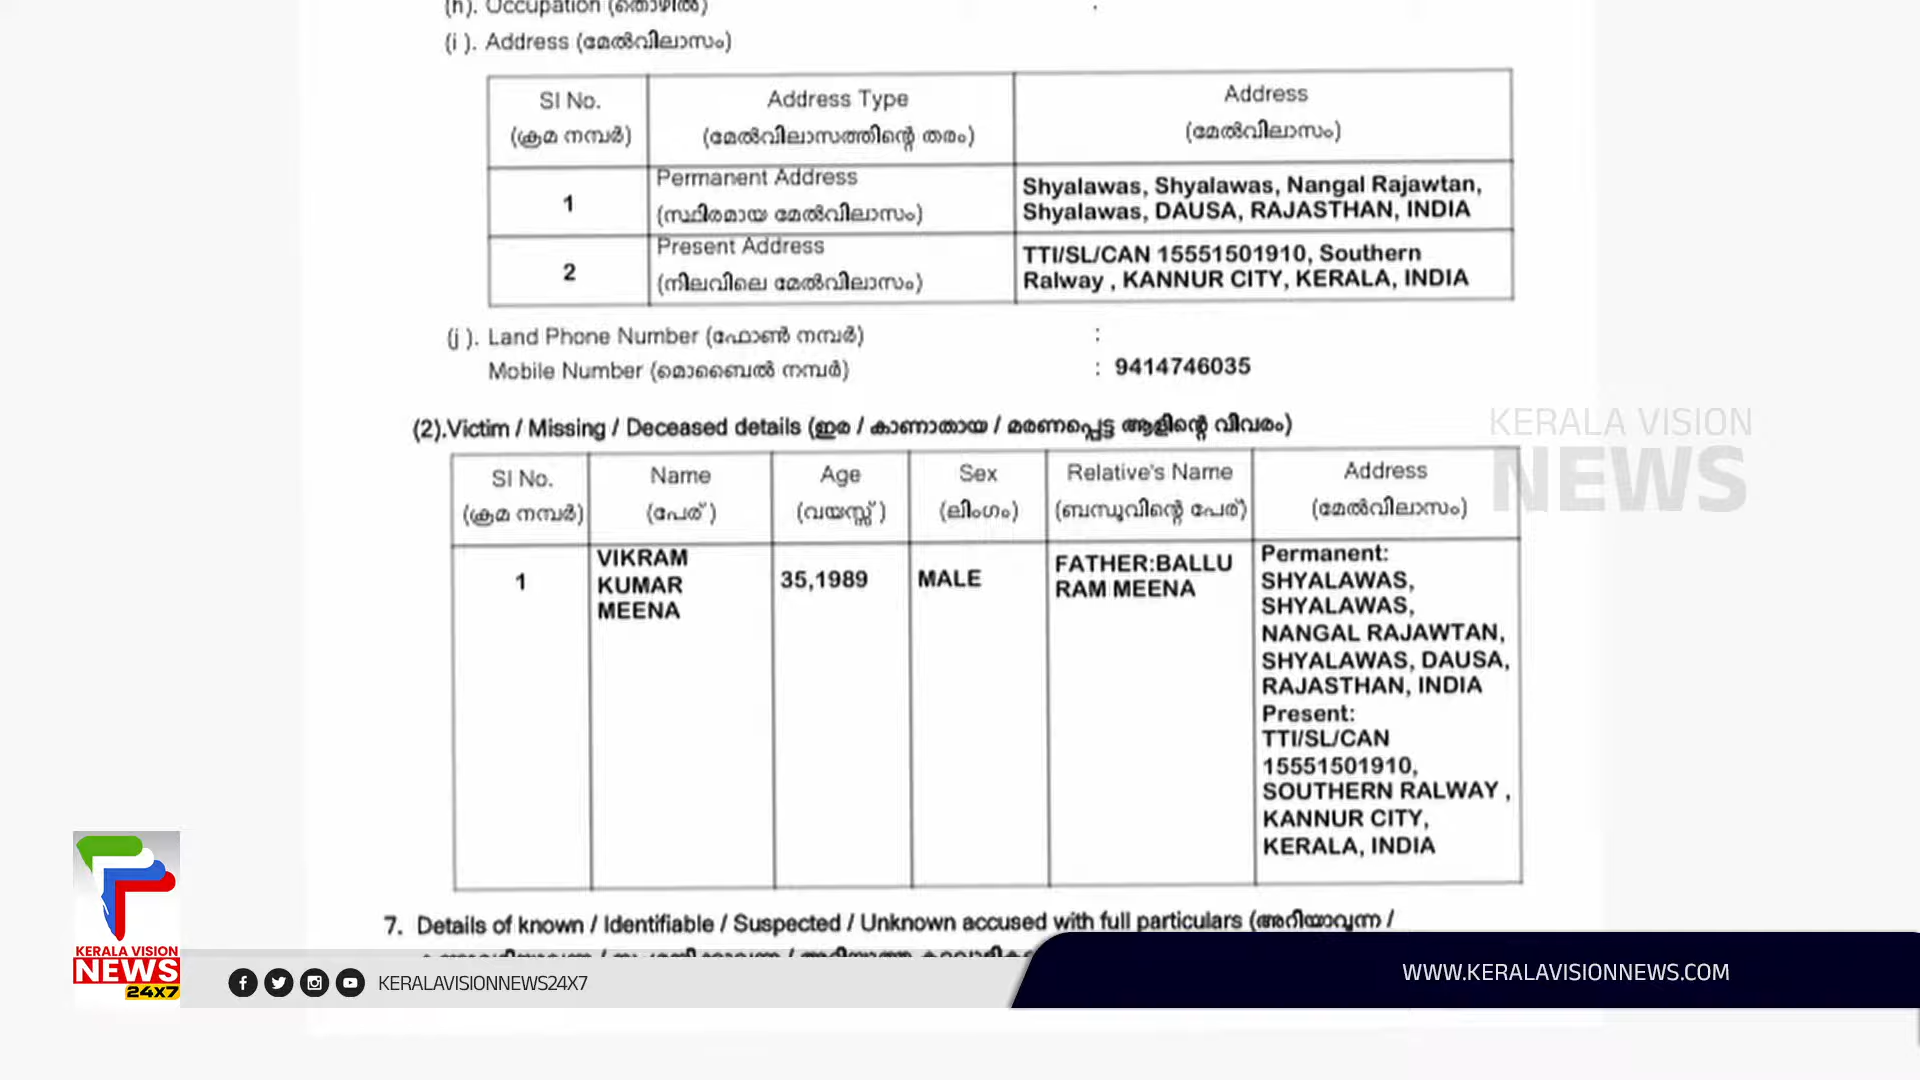 (h). Occupation (തൊഴിൽ)
(i ). Address (മേൽവിലാസം)
Sl No.
(ക്രമ നമ്പർ)
Address Type
(മേൽവിലാസത്തിന്റെ തരം)
Address
(മേൽവിലാസം)
1
Permanent Address
(സ്ഥിരമായ മേൽവിലാസം)
Shyalawas, Shyalawas, Nangal Rajawtan,
Shyalawas, DAUSA, RAJASTHAN, INDIA
2
Present Address
(നിലവിലെ മേൽവിലാസം)
TTI/SL/CAN 15551501910, Southern
Ralway , KANNUR CITY, KERALA, INDIA
(j ). Land Phone Number (ഫോൺ നമ്പർ) :
Mobile Number (മൊബൈൽ നമ്പർ) : 9414746035
(2).Victim / Missing / Deceased details (ഇര / കാണാതായ / മരണപ്പെട്ട ആളിന്റെ വിവരം)
Sl No.
(ക്രമ നമ്പർ)
Name
(പേര് )
Age
(വയസ്സ് )
Sex
(ലിംഗം)
Relative's Name
(ബന്ധുവിന്റെ പേര്)
Address
(മേൽവിലാസം)
1
VIKRAM
KUMAR
MEENA
35,1989
MALE
FATHER:BALLU
RAM MEENA
Permanent:
SHYALAWAS,
SHYALAWAS,
NANGAL RAJAWTAN,
SHYALAWAS, DAUSA,
RAJASTHAN, INDIA
Present:
TTI/SL/CAN
15551501910,
SOUTHERN RALWAY ,
KANNUR CITY,
KERALA, INDIA
7. Details of known / Identifiable / Suspected / Unknown accused with full particulars (അറിയാവുന്ന /
KERALA VISION
NEWS
KERALA VISION
NEWS
24X7
KERALAVISIONNEWS24X7
WWW.KERALAVISIONNEWS.COM